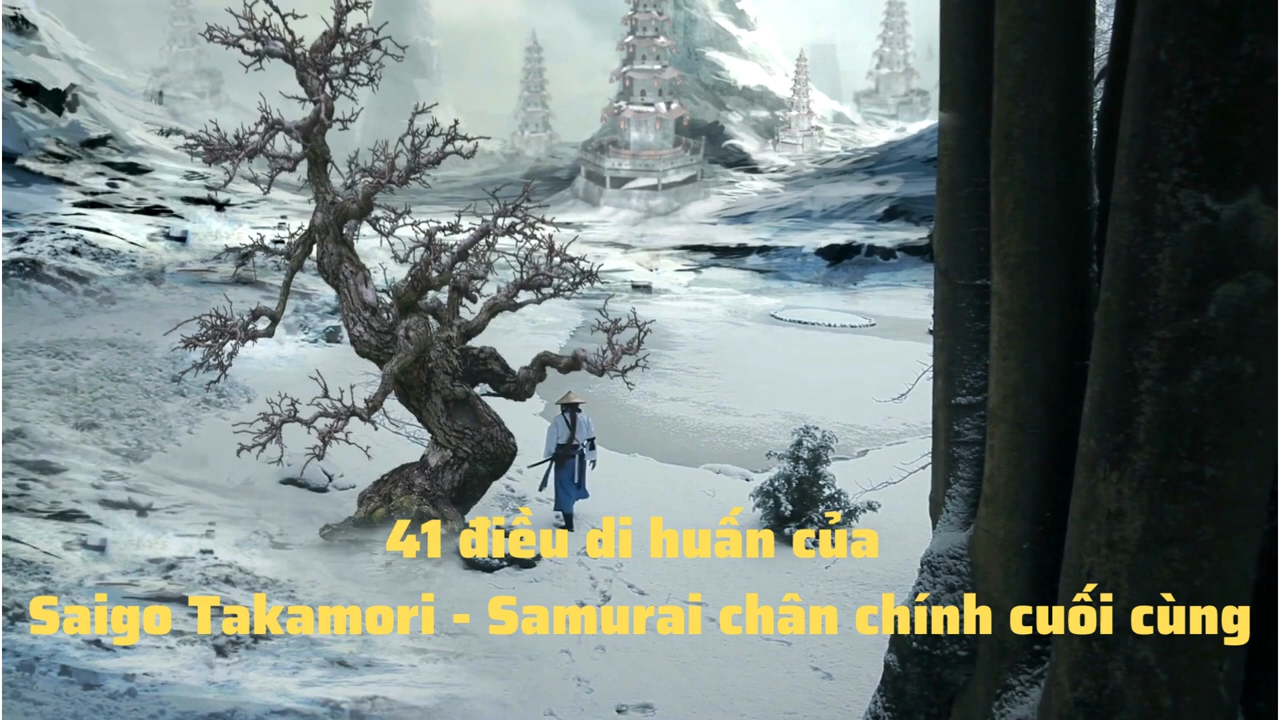 41 điều di huấn của
Saigo Takamori - Samurai chân chính cuối cùng